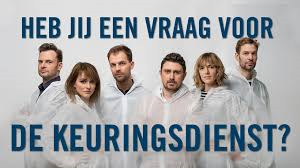 HEB JIJ EEN VRAAG VOOR
DE KEURINGSDIENST?